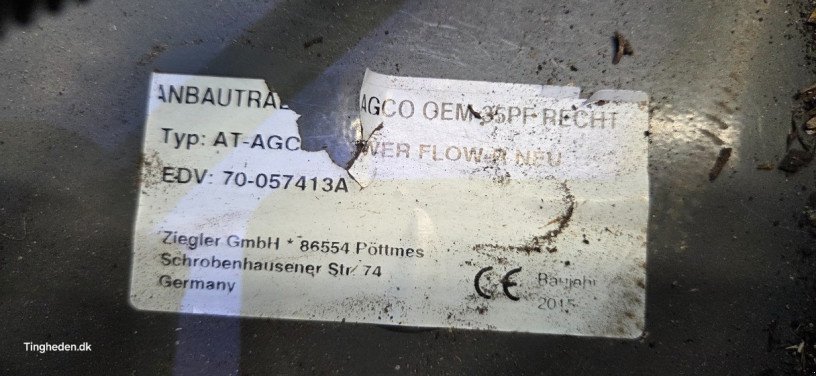 ANBAUTRA AGCO OEM 35PF RECHT
Typ: AT-AGC WER FLOW-R NEU
EDV: 70-057413A
Ziegler GmbH * 86554 Pöttmes
Schrobenhausener Str. 74
Germany
CE Baujahr
2015
Tingheden.dk